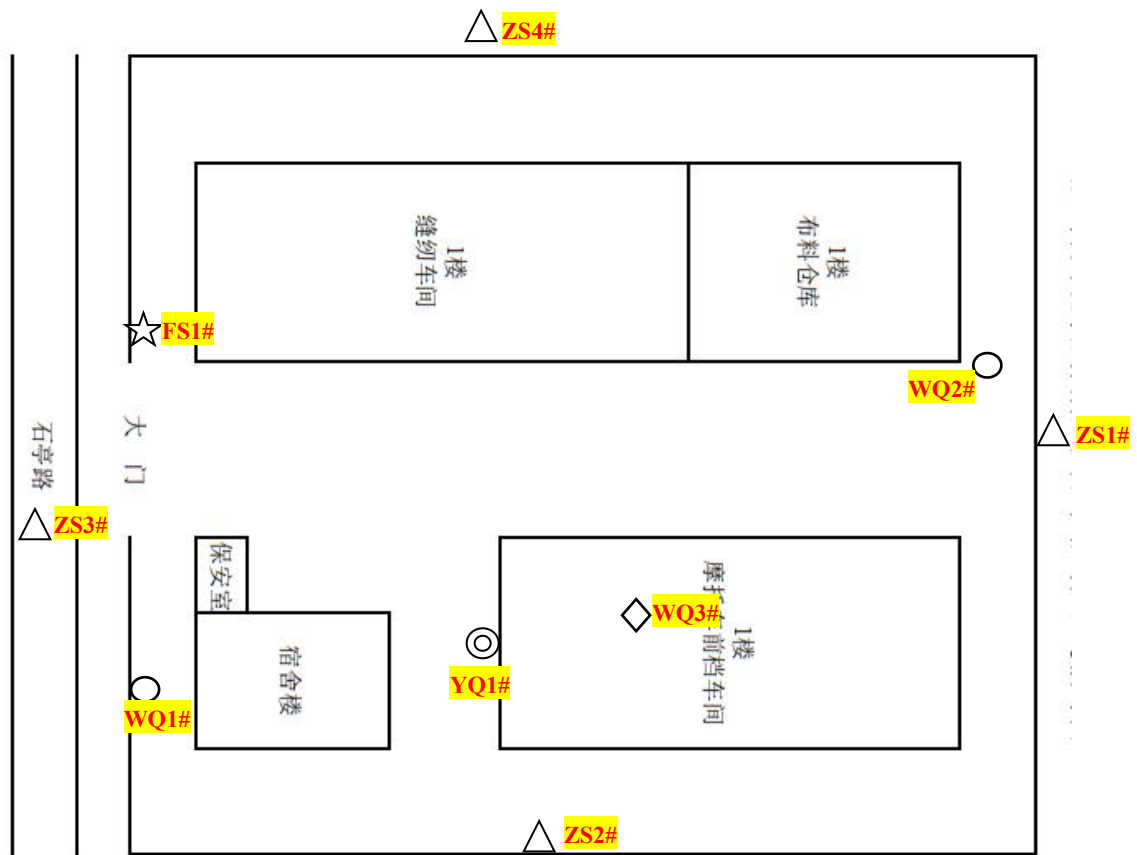 ZS4#
1楼
缝纫车间
1楼
布料仓库
FS1#
WQ2#
大门
石亭路
ZS1#
ZS3#
保安室
宿舍楼
WQ3#
1楼
摩托车前档车间
YQ1#
WQ1#
ZS2#